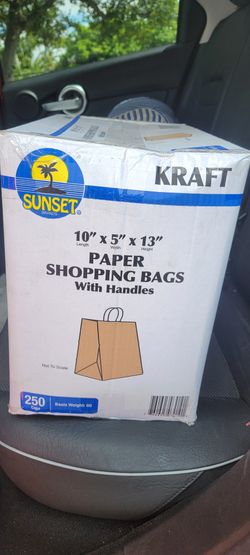 KRAFT
SUNSET
10" x 5" x 13"
Length Width Height
PAPER
SHOPPING BAGS
With Handles
Not To Scale
250
Basis Weight: 60